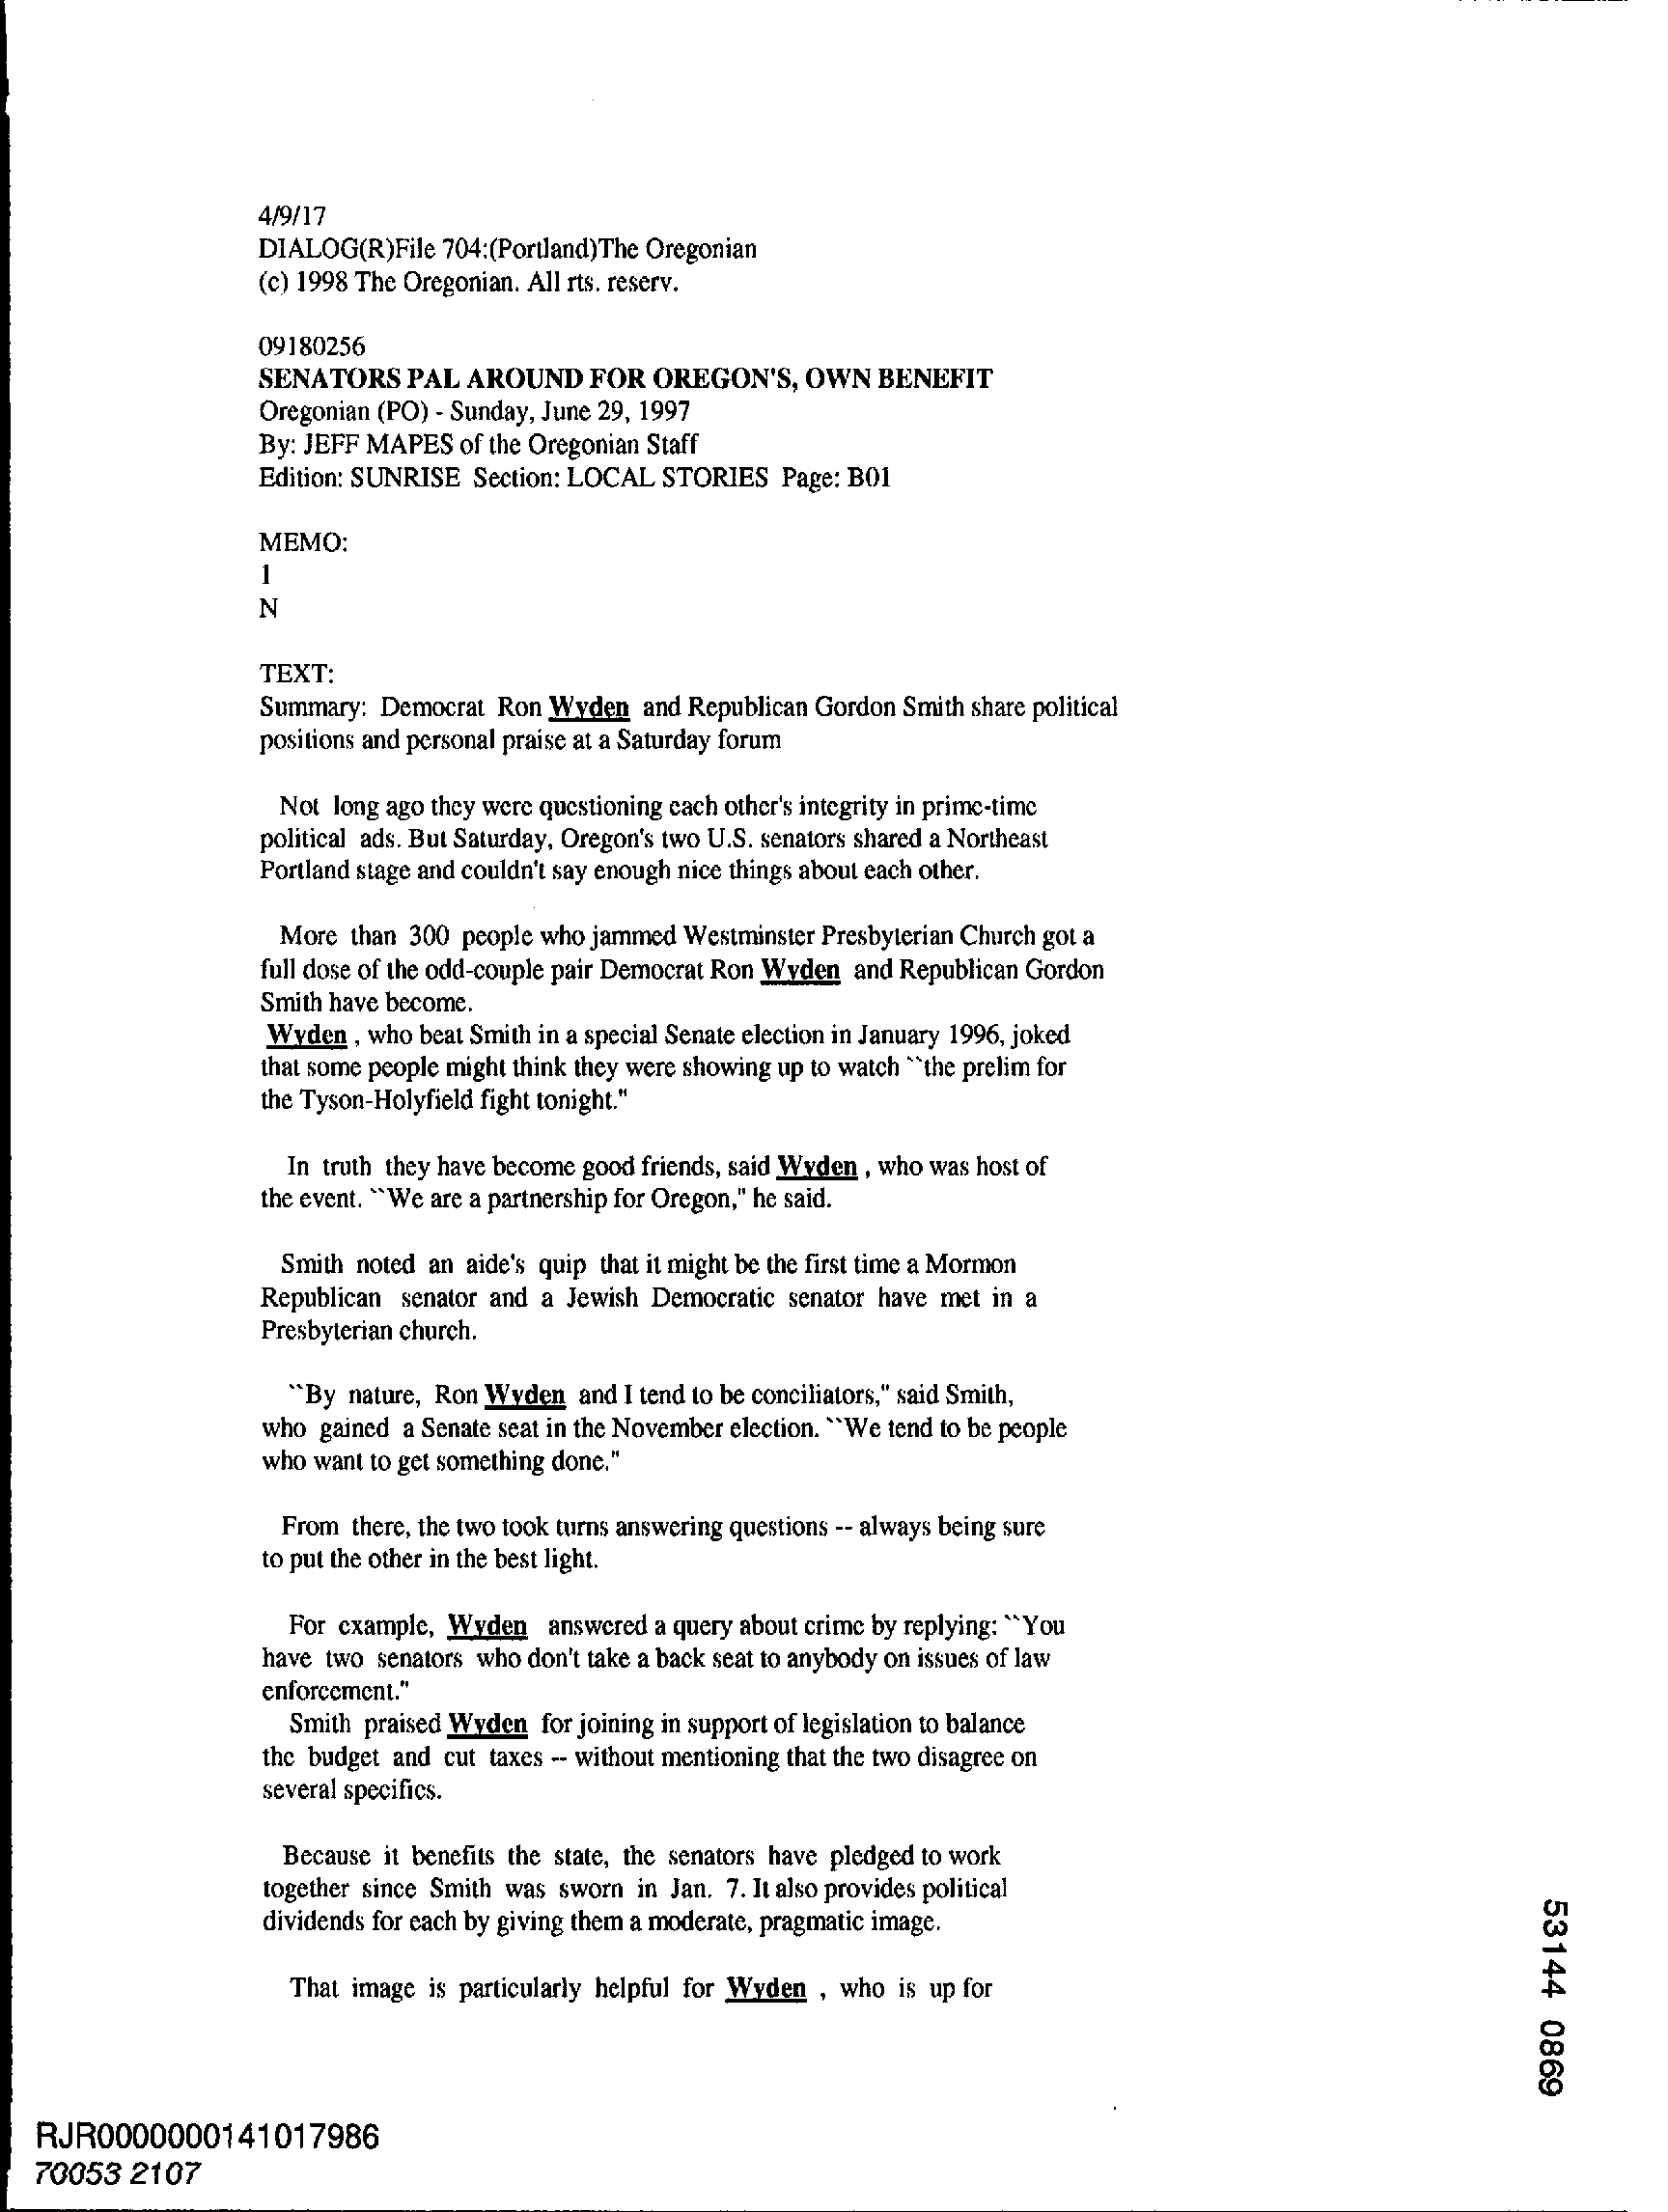 4/9/17
DIALOG(R)File 704:(Portland)The Oregonian
(c) 1998 The Oregonian. All rts. reserv.
09180256
SENATORS PAL AROUND FOR OREGON'S, OWN BENEFIT
Oregonian (PO) - Sunday, June 29, 1997
By: JEFF MAPES of the Oregonian Staff
Edition: SUNRISE Section: LOCAL STORIES Page: B01
MEMO:
1
N
TEXT:
Summary: Democrat Ron Wyden and Republican Gordon Smith share political
positions and personal praise at a Saturday forum
Not long ago they were questioning each other's integrity in prime-time
political ads. But Saturday, Oregon's two U.S. senators shared a Northeast
Portland stage and couldn't say enough nice things about each other.
More than 300 people who jammed Westminster Presbyterian Church got a
full dose of the odd-couple pair Democrat Ron Wyden and Republican Gordon
Smith have become.
Wyden , who beat Smith in a special Senate election in January 1996, joked
that some people might think they were showing up to watch ``the prelim for
the Tyson-Holyfield fight tonight."
In truth they have become good friends, said Wyden , who was host of
the event. ``We are a partnership for Oregon," he said.
Smith noted an aide's quip that it might be the first time a Mormon
Republican senator and a Jewish Democratic senator have met in a
Presbyterian church.
``By nature, Ron Wyden and I tend to be conciliators," said Smith,
who gained a Senate seat in the November election. ``We tend to be people
who want to get something done."
From there, the two took turns answering questions -- always being sure
to put the other in the best light.
For example, Wyden answered a query about crime by replying: ``You
have two senators who don't take a back seat to anybody on issues of law
enforcement."
Smith praised Wyden for joining in support of legislation to balance
the budget and cut taxes -- without mentioning that the two disagree on
several specifics.
Because it benefits the state, the senators have pledged to work
together since Smith was sworn in Jan. 7. It also provides political
dividends for each by giving them a moderate, pragmatic image.
That image is particularly helpful for Wyden , who is up for
53144 0869
RJR0000000141017986
70053 2107